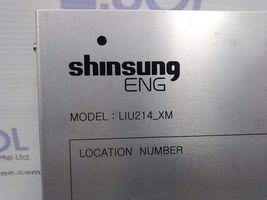 shinsung
ENG
MODEL : LIU214_XM
LOCATION NUMBER